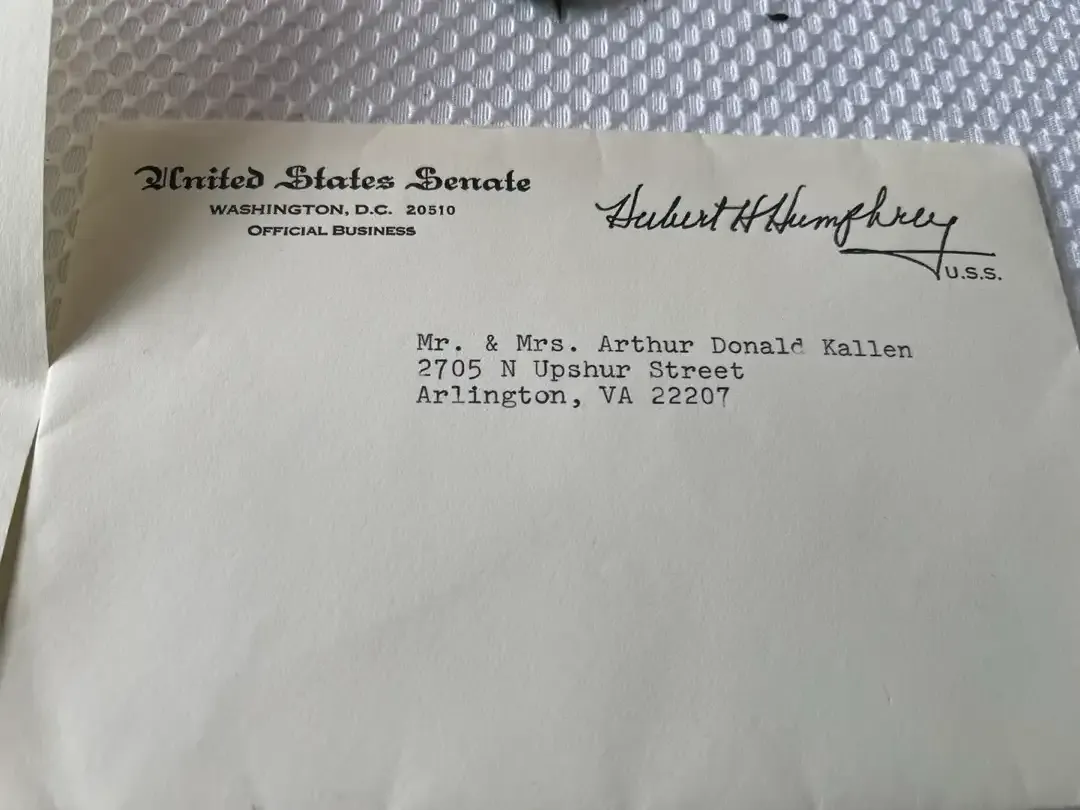 United States Senate
WASHINGTON, D.C. 20510
OFFICIAL BUSINESS
Hubert H Humphrey
U.S.S.
Mr. & Mrs. Arthur Donald Kallen
2705 N Upshur Street
Arlington, VA 22207